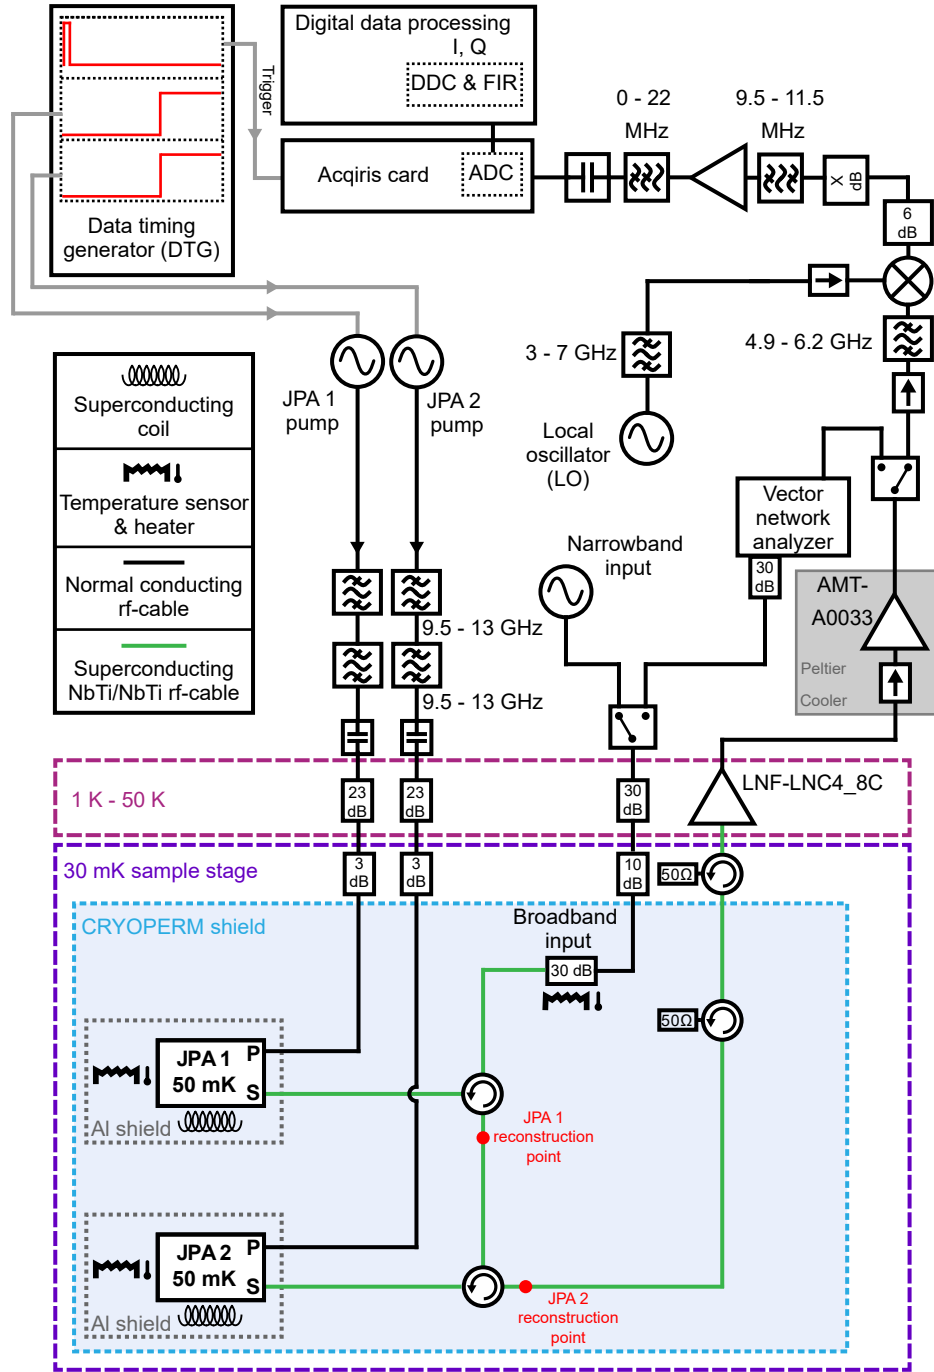 Digital data processing
I, Q
DDC & FIR
Trigger
Acqiris card
ADC
0 - 22
MHz
9.5 - 11.5
MHz
X
dB
6
dB
Data timing
generator (DTG)
3 - 7 GHz
4.9 - 6.2 GHz
JPA 1
pump
JPA 2
pump
Local
oscillator
(LO)
Superconducting
coil
Temperature sensor
& heater
Normal conducting
rf-cable
Superconducting
NbTi/NbTi rf-cable
Vector
network
analyzer
30
dB
Narrowband
input
AMT-
A0033
Peltier
Cooler
9.5 - 13 GHz
9.5 - 13 GHz
1 K - 50 K
23
dB
23
dB
30
dB
LNF-LNC4_8C
30 mK sample stage
3
dB
3
dB
10
dB
50Ω
CRYOPERM shield
Broadband
input
30 dB
50Ω
JPA 1
50 mK
P
S
Al shield
JPA 1
reconstruction
point
JPA 2
50 mK
P
S
Al shield
JPA 2
reconstruction
point